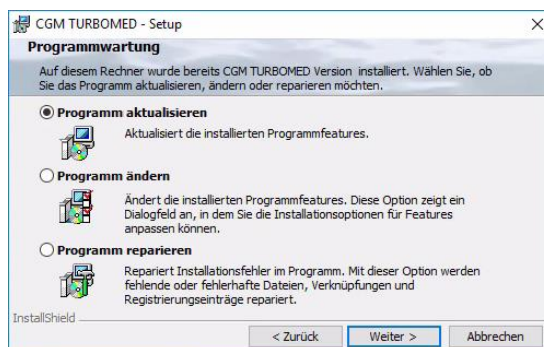 CGM TURBOMED - Setup
Programmwartung
Auf diesem Rechner wurde bereits CGM TURBOMED Version installiert. Wählen Sie, ob
Sie das Programm aktualisieren, ändern oder reparieren möchten.
Programm aktualisieren
Aktualisiert die installierten Programmfeatures.
Programm ändern
Ändert die installierten Programmfeatures. Diese Option zeigt ein
Dialogfeld an, in dem Sie die Installationsoptionen für Features
anpassen können.
Programm reparieren
Repariert Installationsfehler im Programm. Mit dieser Option werden
fehlende oder fehlerhafte Dateien, Verknüpfungen und
Registrierungseinträge repariert.
InstallShield
< Zurück
Weiter >
Abbrechen